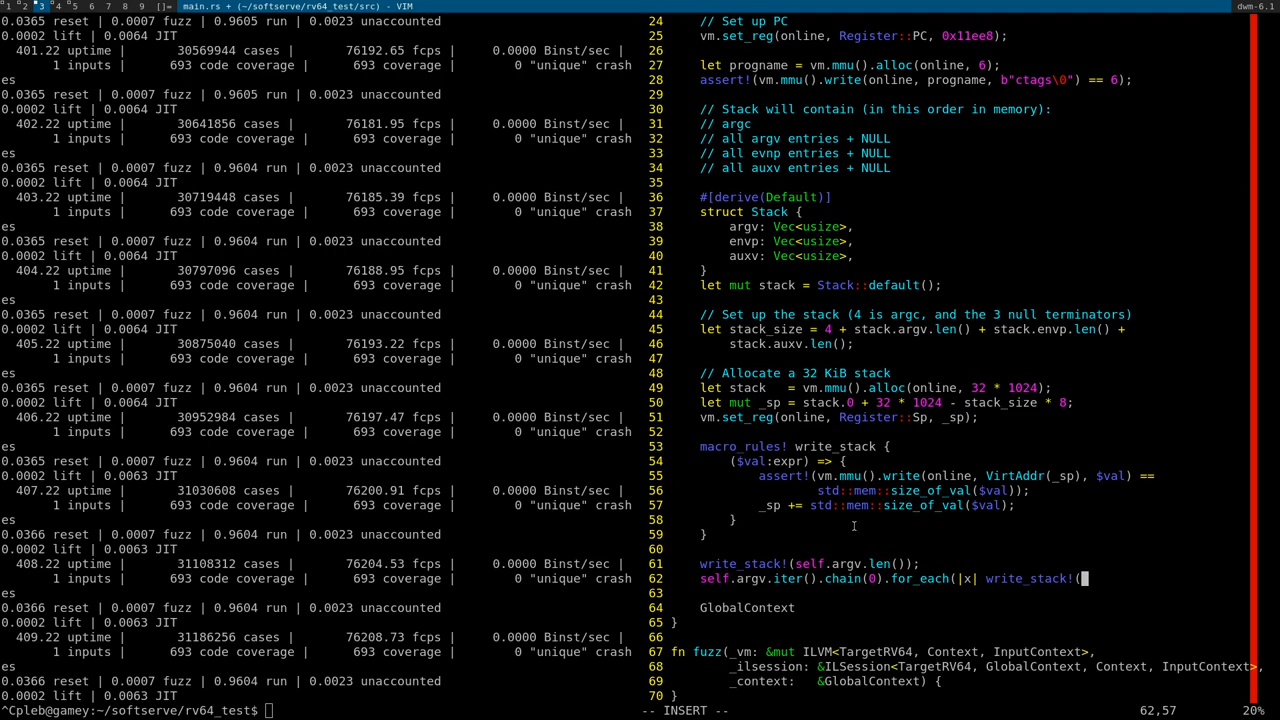 1 2 3 4 5 6 7 8 9 []= main.rs + (~/softserve/rv64_test/src) - VIM dwm-6.1
0.0365 reset | 0.0007 fuzz | 0.9605 run | 0.0023 unaccounted
0.0002 lift | 0.0064 JIT
401.22 uptime | 30569944 cases | 76192.65 fcps | 0.0000 Binst/sec |
1 inputs | 693 code coverage | 693 coverage | 0 "unique" crash
es
0.0365 reset | 0.0007 fuzz | 0.9605 run | 0.0023 unaccounted
0.0002 lift | 0.0064 JIT
402.22 uptime | 30641856 cases | 76181.95 fcps | 0.0000 Binst/sec |
1 inputs | 693 code coverage | 693 coverage | 0 "unique" crash
es
0.0365 reset | 0.0007 fuzz | 0.9604 run | 0.0023 unaccounted
0.0002 lift | 0.0064 JIT
403.22 uptime | 30719448 cases | 76185.39 fcps | 0.0000 Binst/sec |
1 inputs | 693 code coverage | 693 coverage | 0 "unique" crash
es
0.0365 reset | 0.0007 fuzz | 0.9604 run | 0.0023 unaccounted
0.0002 lift | 0.0064 JIT
404.22 uptime | 30797096 cases | 76188.95 fcps | 0.0000 Binst/sec |
1 inputs | 693 code coverage | 693 coverage | 0 "unique" crash
es
0.0365 reset | 0.0007 fuzz | 0.9604 run | 0.0023 unaccounted
0.0002 lift | 0.0064 JIT
405.22 uptime | 30875040 cases | 76193.22 fcps | 0.0000 Binst/sec |
1 inputs | 693 code coverage | 693 coverage | 0 "unique" crash
es
0.0365 reset | 0.0007 fuzz | 0.9604 run | 0.0023 unaccounted
0.0002 lift | 0.0064 JIT
406.22 uptime | 30952984 cases | 76197.47 fcps | 0.0000 Binst/sec |
1 inputs | 693 code coverage | 693 coverage | 0 "unique" crash
es
0.0365 reset | 0.0007 fuzz | 0.9604 run | 0.0023 unaccounted
0.0002 lift | 0.0063 JIT
407.22 uptime | 31030608 cases | 76200.91 fcps | 0.0000 Binst/sec |
1 inputs | 693 code coverage | 693 coverage | 0 "unique" crash
es
0.0366 reset | 0.0007 fuzz | 0.9604 run | 0.0023 unaccounted
0.0002 lift | 0.0063 JIT
408.22 uptime | 31108312 cases | 76204.53 fcps | 0.0000 Binst/sec |
1 inputs | 693 code coverage | 693 coverage | 0 "unique" crash
es
0.0366 reset | 0.0007 fuzz | 0.9604 run | 0.0023 unaccounted
0.0002 lift | 0.0063 JIT
409.22 uptime | 31186256 cases | 76208.73 fcps | 0.0000 Binst/sec |
1 inputs | 693 code coverage | 693 coverage | 0 "unique" crash
es
0.0366 reset | 0.0007 fuzz | 0.9604 run | 0.0023 unaccounted
0.0002 lift | 0.0063 JIT
^Cpleb@gamey:~/softserve/rv64_test$
24 // Set up PC
25 vm.set_reg(online, Register::PC, 0x11ee8);
26
27 let progname = vm.mmu().alloc(online, 6);
28 assert!(vm.mmu().write(online, progname, b"ctags\0") == 6);
29
30 // Stack will contain (in this order in memory):
31 // argc
32 // all argv entries + NULL
33 // all evnp entries + NULL
34 // all auxv entries + NULL
35
36 #[derive(Default)]
37 struct Stack {
38 argv: Vec<usize>,
39 envp: Vec<usize>,
40 auxv: Vec<usize>,
41 }
42 let mut stack = Stack::default();
43
44 // Set up the stack (4 is argc, and the 3 null terminators)
45 let stack_size = 4 + stack.argv.len() + stack.envp.len() +
46 stack.auxv.len();
47
48 // Allocate a 32 KiB stack
49 let stack = vm.mmu().alloc(online, 32 * 1024);
50 let mut _sp = stack.0 + 32 * 1024 - stack_size * 8;
51 vm.set_reg(online, Register::Sp, _sp);
52
53 macro_rules! write_stack {
54 ($val:expr) => {
55 assert!(vm.mmu().write(online, VirtAddr(_sp), $val) ==
56 std::mem::size_of_val($val));
57 _sp += std::mem::size_of_val($val);
58 }
59 }
60
61 write_stack!(self.argv.len());
62 self.argv.iter().chain(0).for_each(|x| write_stack!(
63
64 GlobalContext
65 }
66
67 fn fuzz(_vm: &mut ILVM<TargetRV64, Context, InputContext>,
68 _ilsession: &ILSession<TargetRV64, GlobalContext, Context, InputContext>,
69 _context: &GlobalContext) {
70 }
-- INSERT -- 62,57 20%